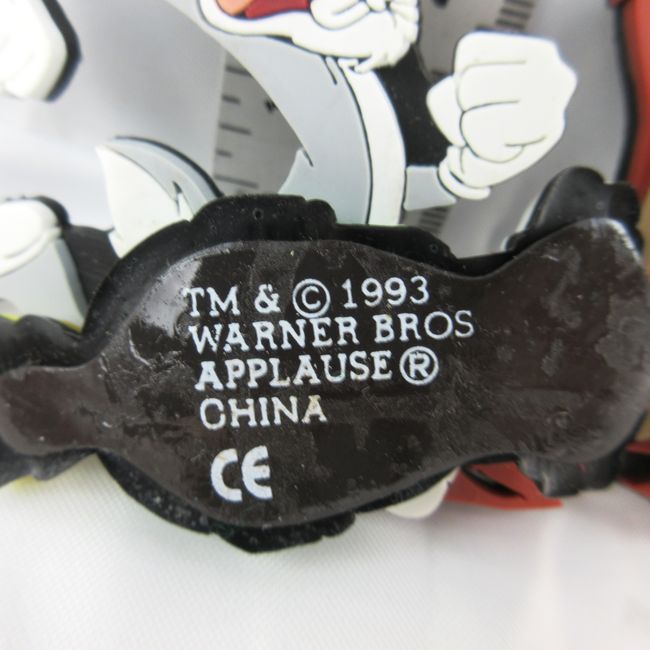 TM & © 1993
WARNER BROS
APPLAUSE®
CHINA
CE